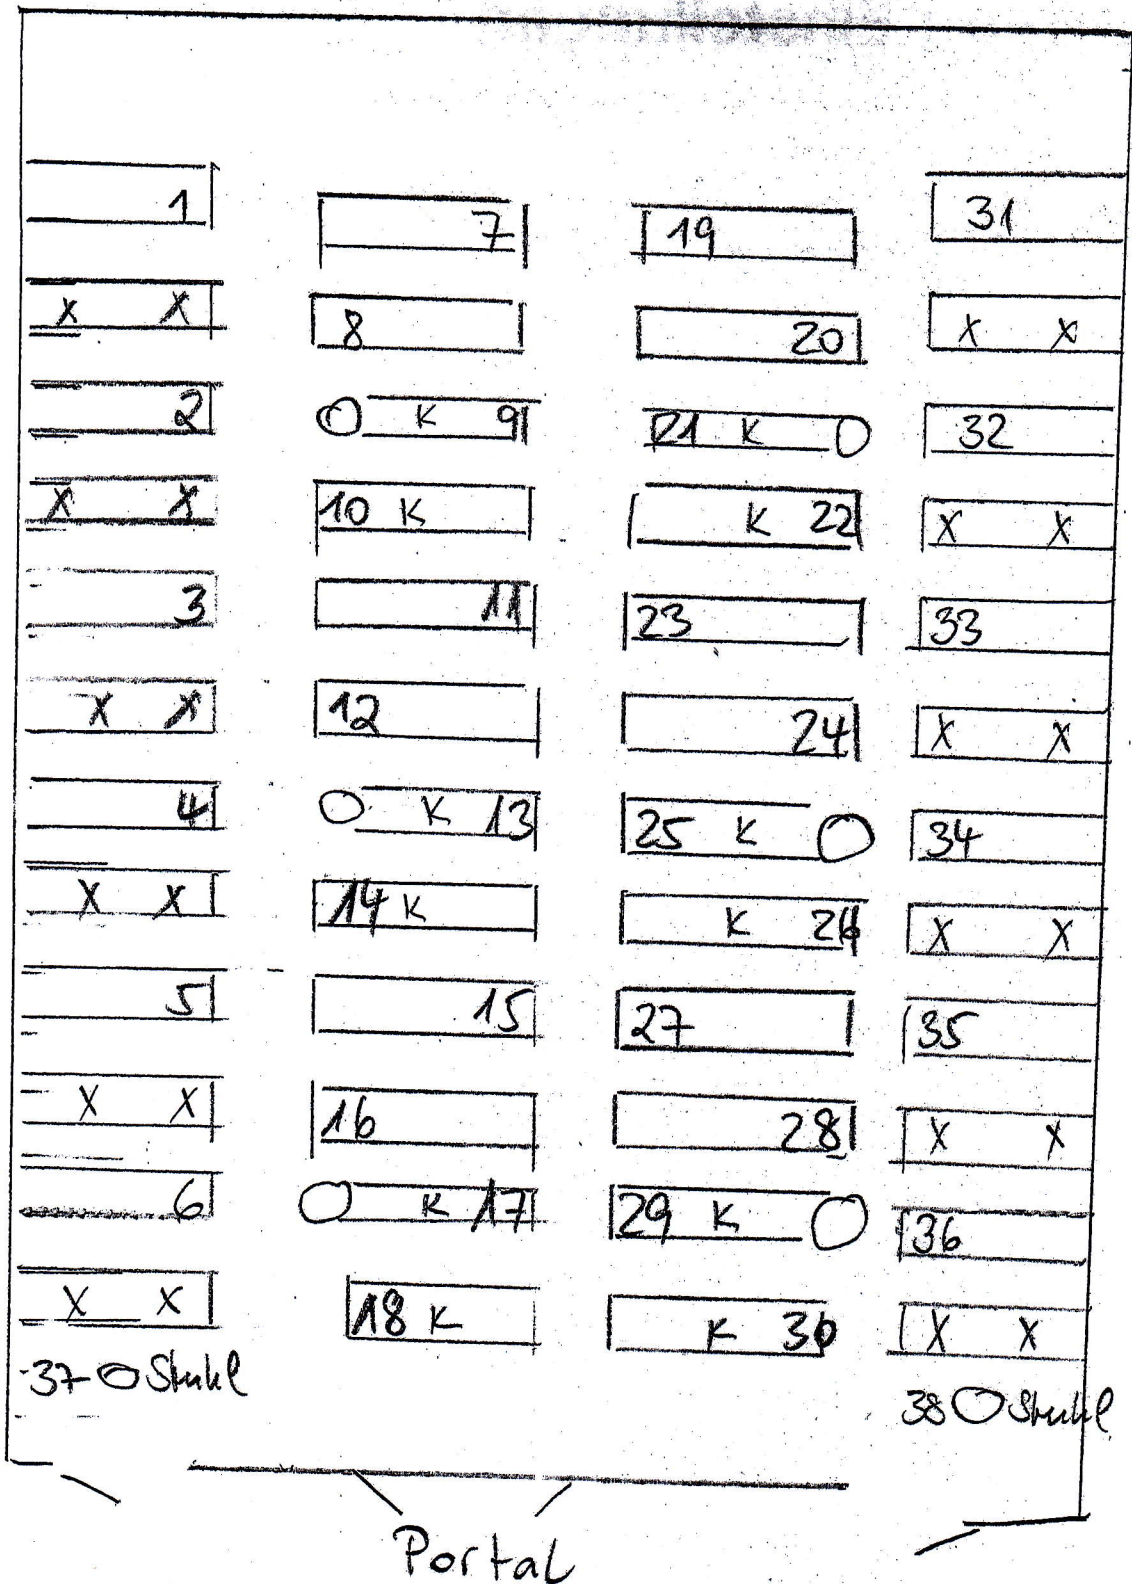 1 7 19 31
X X 8 20 X X
2 K 9 21 K 32
X X 10 K K 22 X X
3 11 23 33
X X 12 24 X X
4 K 13 25 K 34
X X 14 K K 26 X X
5 15 27 35
X X 16 28 X X
6 K 17 29 K 36
X X 18 K K 30 X X
37 Stuhl
38 Stuhl
Portal